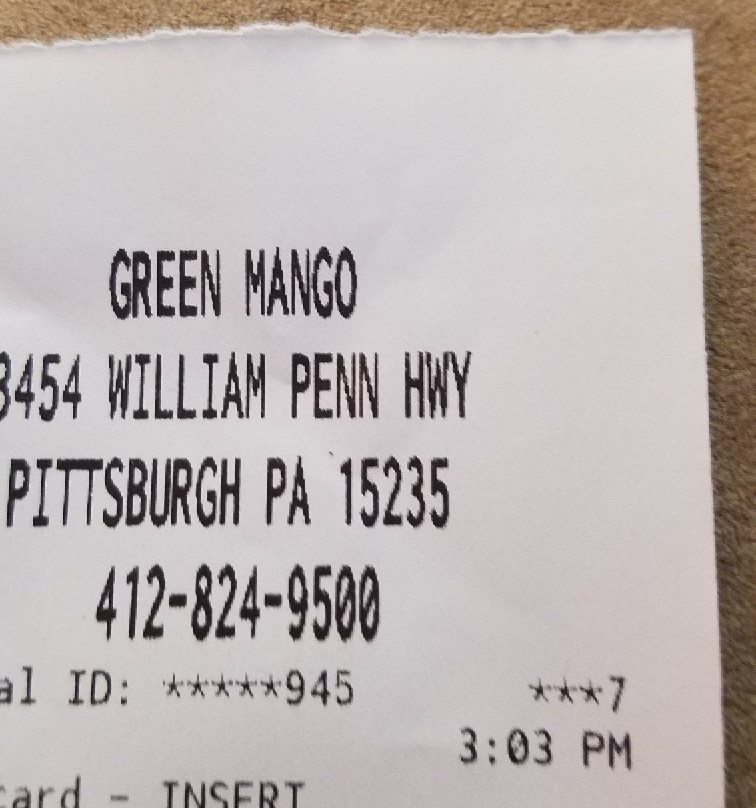 GREEN MANGO
3454 WILLIAM PENN HWY
PITTSBURGH PA 15235
412-824-9500
al ID: *****945 ***7
3:03 PM
card - INSERT